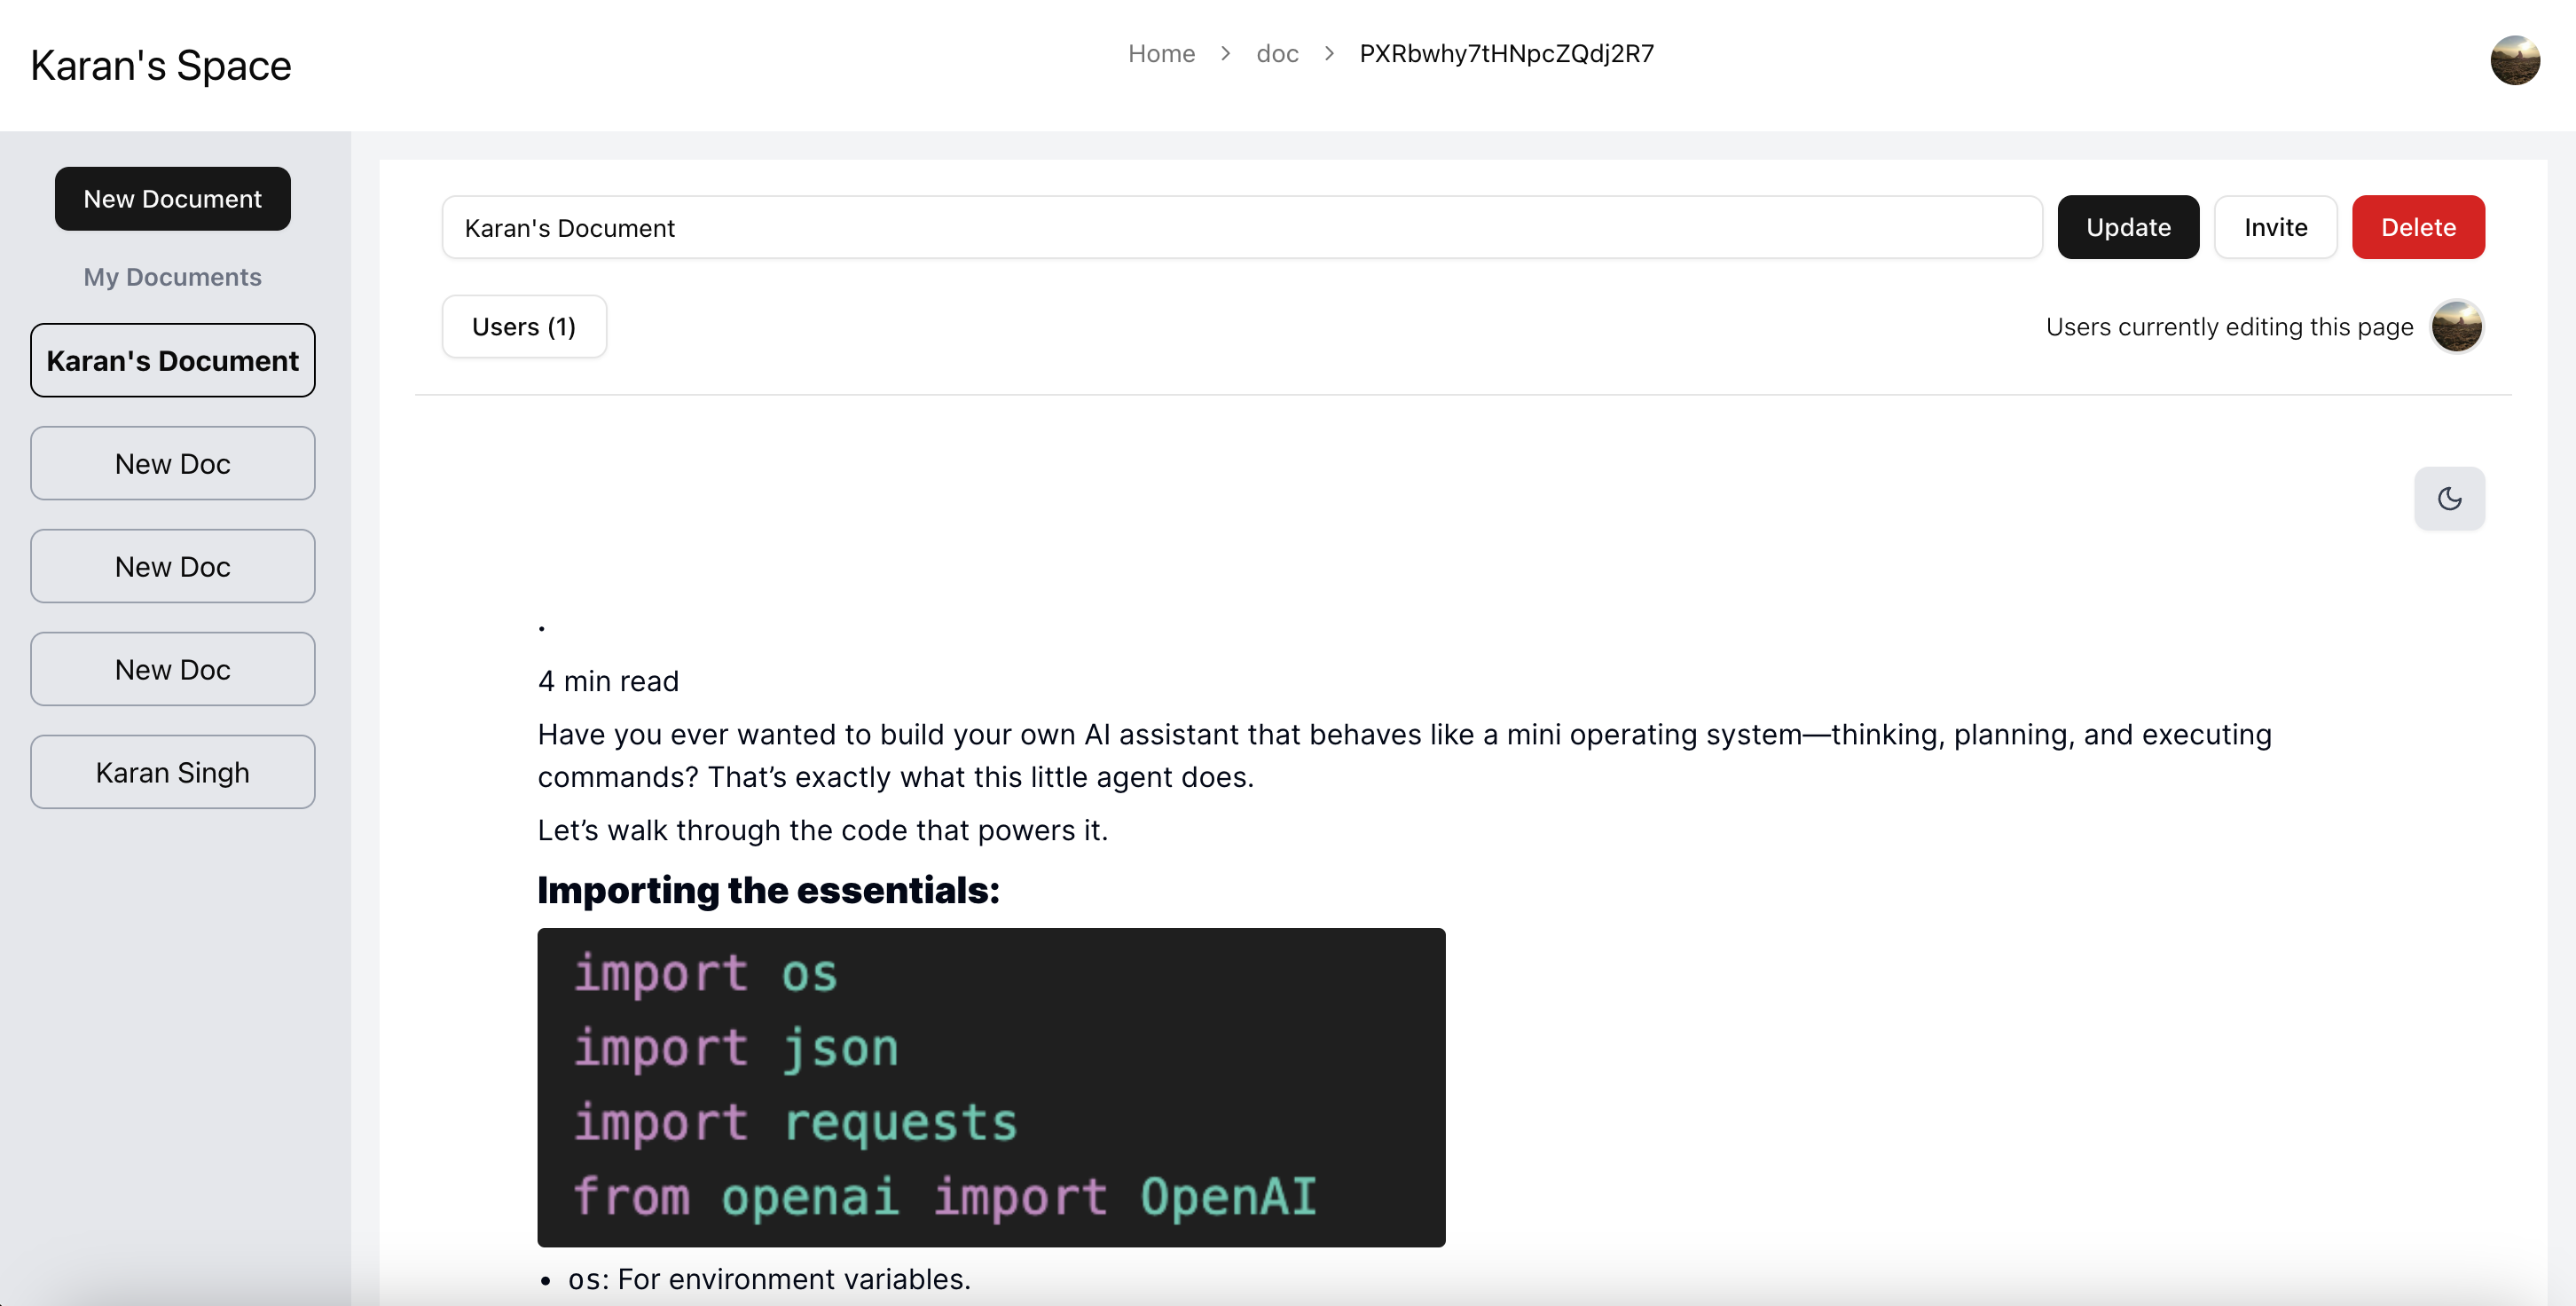 Karan's Space
Home > doc > PXRbwhy7tHNpcZQdj2R7
New Document
My Documents
Karan's Document
New Doc
New Doc
New Doc
Karan Singh
Karan's Document
Update
Invite
Delete
Users (1)
Users currently editing this page
.
4 min read
Have you ever wanted to build your own AI assistant that behaves like a mini operating system—thinking, planning, and executing
commands? That’s exactly what this little agent does.
Let’s walk through the code that powers it.
Importing the essentials:
import os
import json
import requests
from openai import OpenAI
• os: For environment variables.